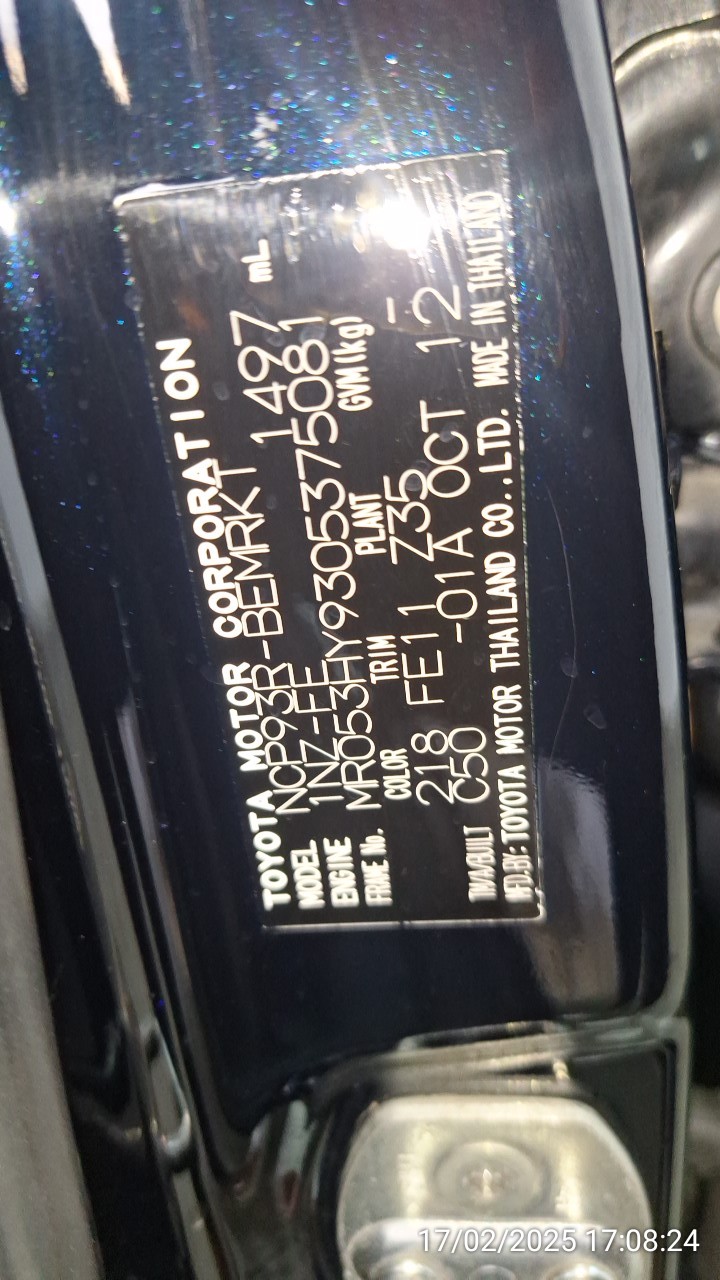 TOYOTA MOTOR CORPORATION
MODEL NCP93R-BEMRKT 1497 mL
ENGINE 1NZ-FE
FRME No. MR053HY9305375081
COLOR TRIM PLANT GVM(kg)
218 FE11 Z35 -
C50 -01A OCT 12
TM/A/BUILT
MFD.BY: TOYOTA MOTOR THAILAND CO.,LTD. MADE IN THAILAND
17/02/2025 17:08:24